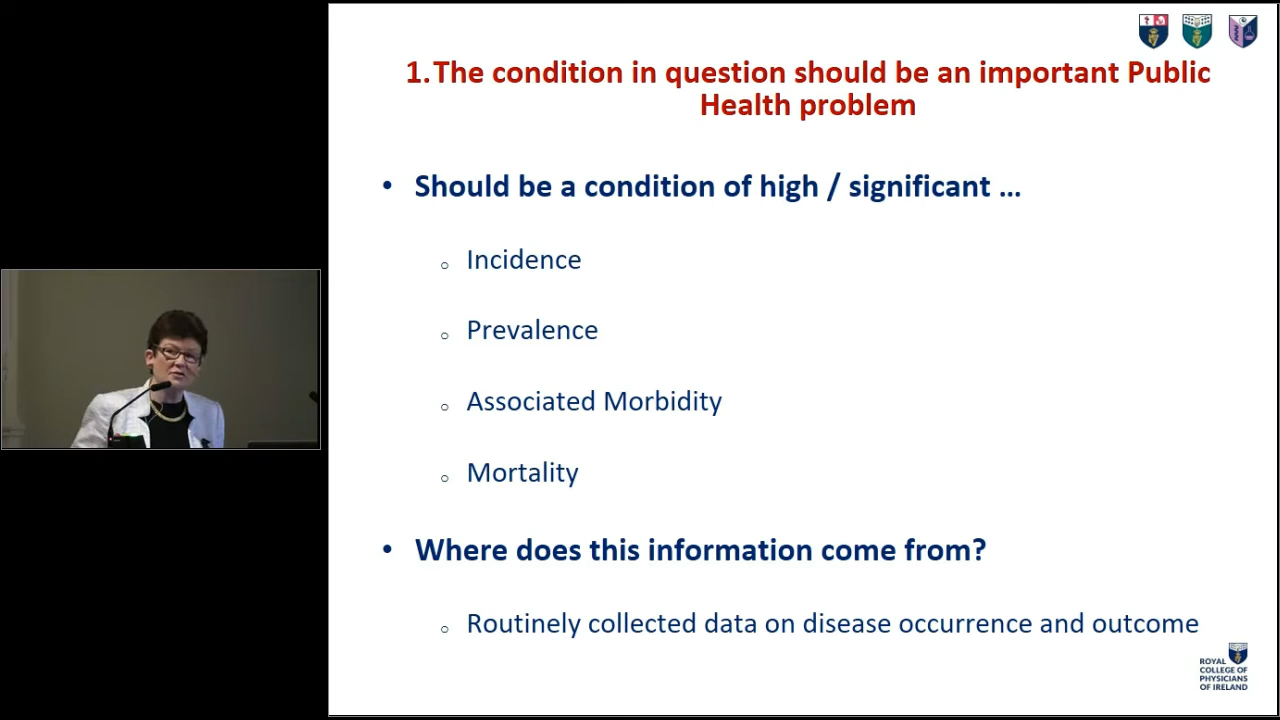 1. The condition in question should be an important Public
Health problem
• Should be a condition of high / significant ...
○ Incidence
○ Prevalence
○ Associated Morbidity
○ Mortality
• Where does this information come from?
○ Routinely collected data on disease occurrence and outcome
ROYAL
COLLEGE OF
PHYSICIANS
OF IRELAND